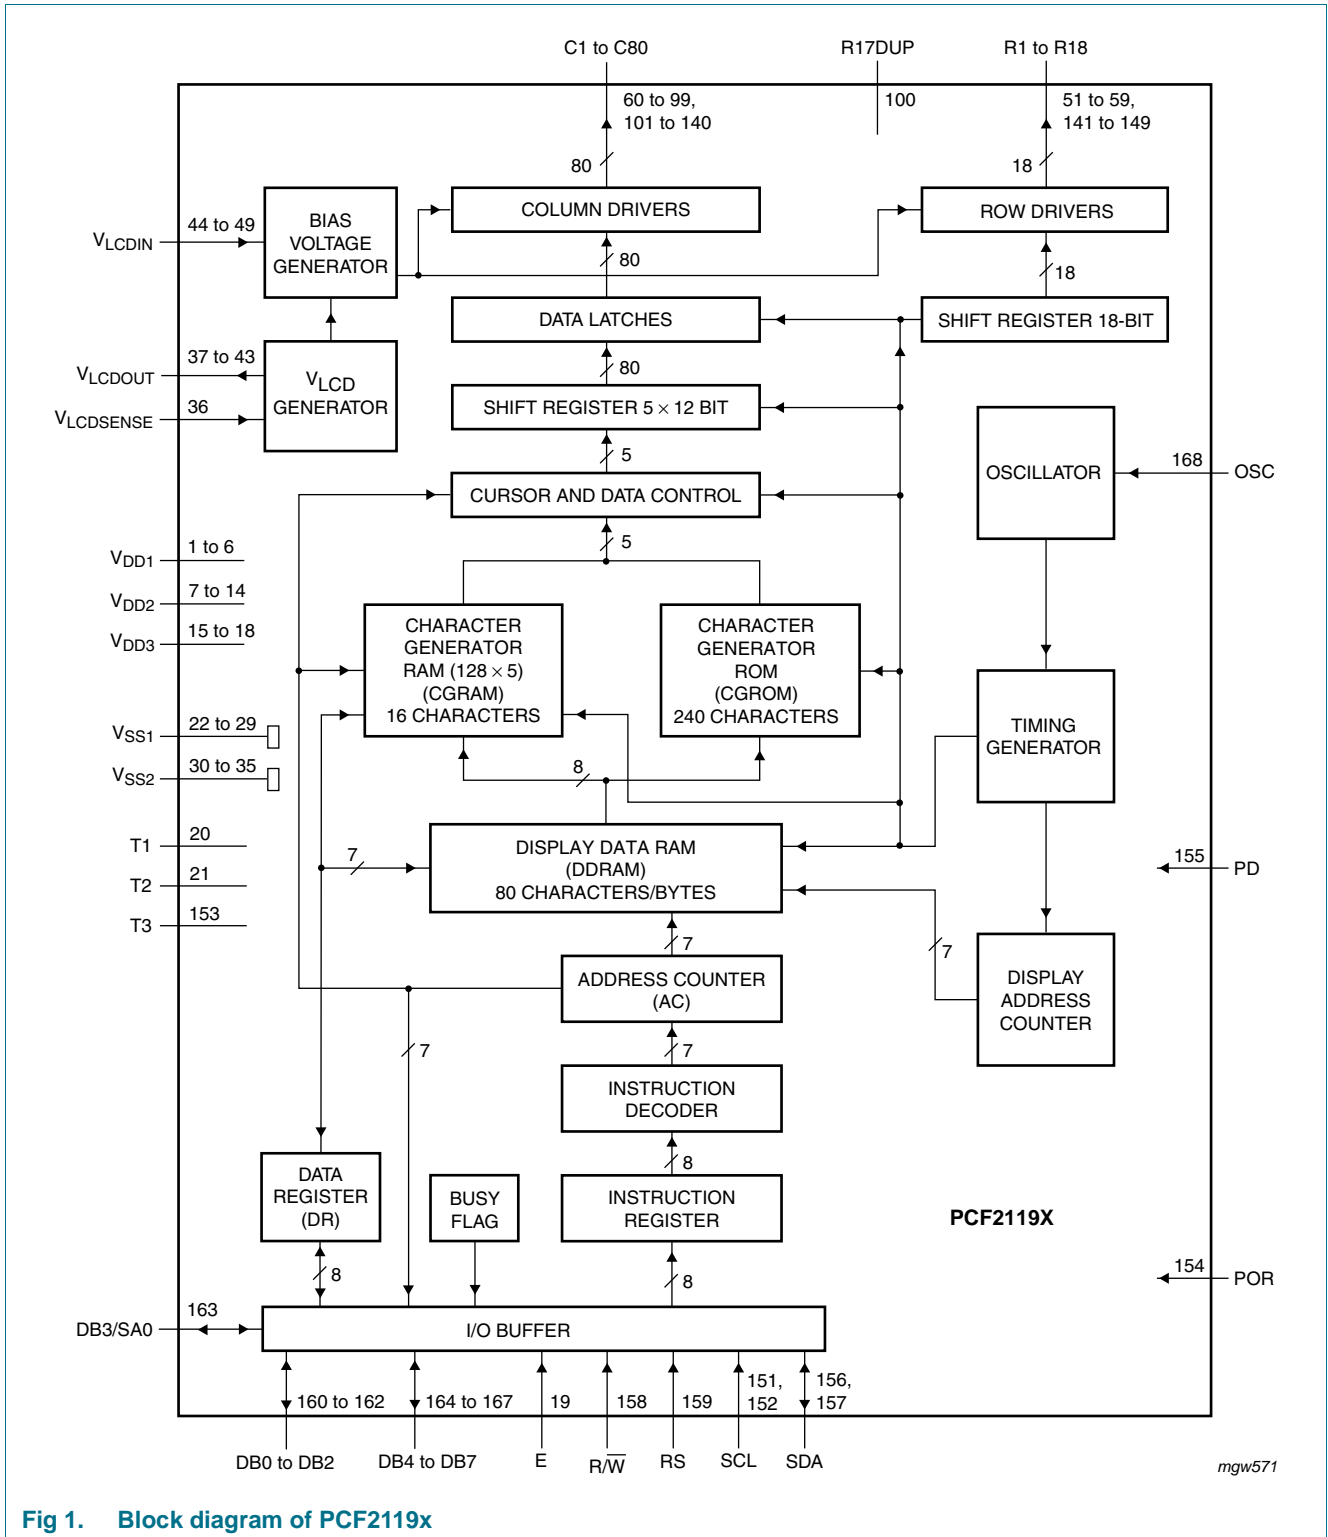 C1 to C80
R17DUP
R1 to R18
60 to 99,
101 to 140
100
51 to 59,
141 to 149
80
18
44 to 49
VLCDIN
BIAS
VOLTAGE
GENERATOR
COLUMN DRIVERS
ROW DRIVERS
80
18
DATA LATCHES
SHIFT REGISTER 18-BIT
37 to 43
VLCDOUT
36
VLCDSENSE
VLCD
GENERATOR
80
SHIFT REGISTER 5 × 12 BIT
5
CURSOR AND DATA CONTROL
OSCILLATOR
168
OSC
5
VDD1
1 to 6
VDD2
7 to 14
VDD3
15 to 18
CHARACTER
GENERATOR
RAM (128 × 5)
(CGRAM)
16 CHARACTERS
CHARACTER
GENERATOR
ROM
(CGROM)
240 CHARACTERS
TIMING
GENERATOR
VSS1
22 to 29
VSS2
30 to 35
8
T1
20
T2
21
T3
153
7
DISPLAY DATA RAM
(DDRAM)
80 CHARACTERS/BYTES
155
PD
7
7
ADDRESS COUNTER
(AC)
DISPLAY
ADDRESS
COUNTER
7
7
INSTRUCTION
DECODER
8
DATA
REGISTER
(DR)
BUSY
FLAG
INSTRUCTION
REGISTER
PCF2119X
8
8
154
POR
163
DB3/SA0
I/O BUFFER
160 to 162
164 to 167
19
158
159
151,
152
156,
157
DB0 to DB2
DB4 to DB7
E
R/W̅
RS
SCL
SDA
mgw571
Fig 1. Block diagram of PCF2119x